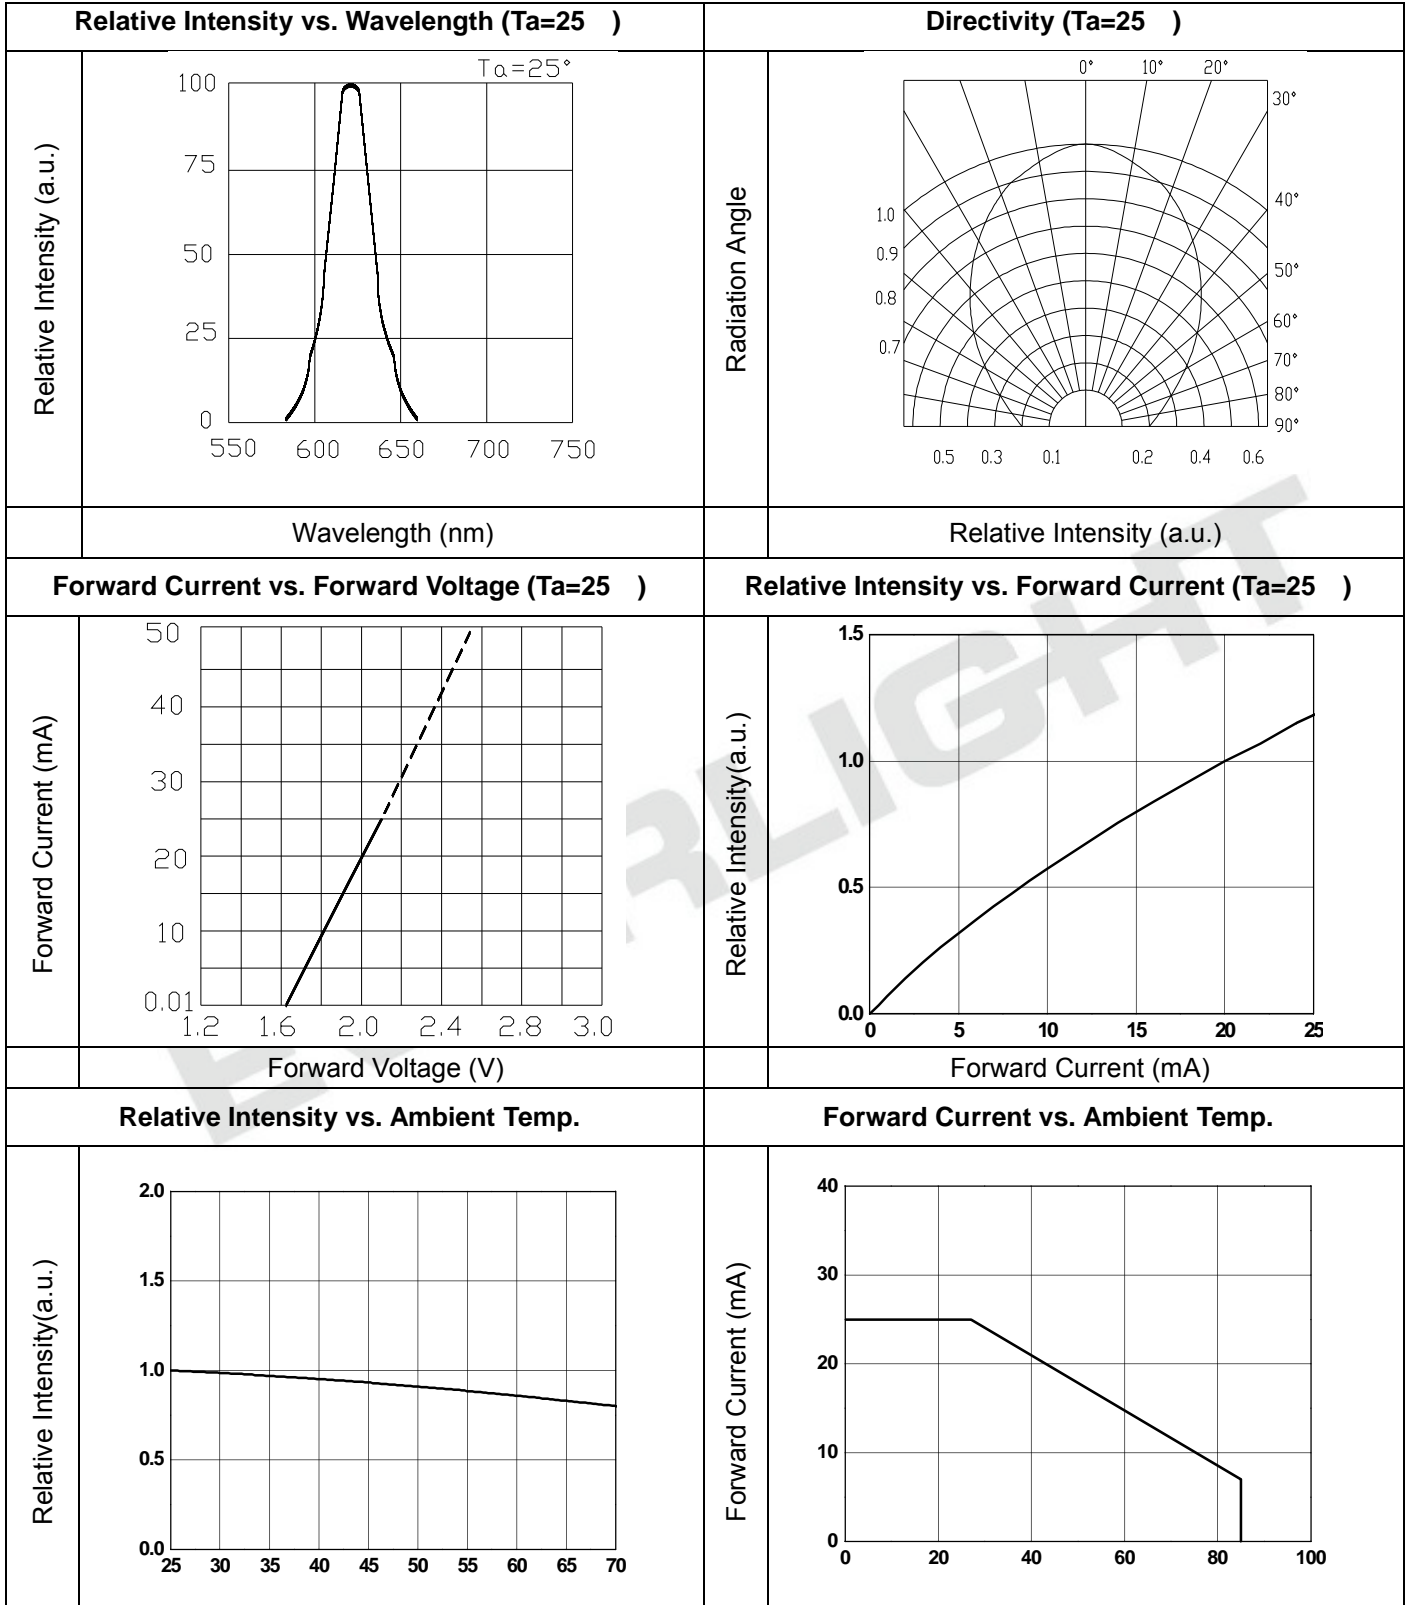 Relative Intensity vs. Wavelength (Ta=25 )
Relative Intensity (a.u.)
Ta=25°
100
75
50
25
0
550 600 650 700 750
Wavelength (nm)
Directivity (Ta=25 )
Radiation Angle
0° 10° 20°
30°
40°
50°
60°
70°
80°
90°
1.0
0.9
0.8
0.7
0.5 0.3 0.1 0.2 0.4 0.6
Relative Intensity (a.u.)
Forward Current vs. Forward Voltage (Ta=25 )
Forward Current (mA)
50
40
30
20
10
0.01
1.2 1.6 2.0 2.4 2.8 3.0
Forward Voltage (V)
Relative Intensity vs. Forward Current (Ta=25 )
Relative Intensity(a.u.)
1.5
1.0
0.5
0.0
0 5 10 15 20 25
Forward Current (mA)
Relative Intensity vs. Ambient Temp.
Relative Intensity(a.u.)
2.0
1.5
1.0
0.5
0.0
25 30 35 40 45 50 55 60 65 70
Forward Current vs. Ambient Temp.
Forward Current (mA)
40
30
20
10
0
0 20 40 60 80 100
EVERLIGHT